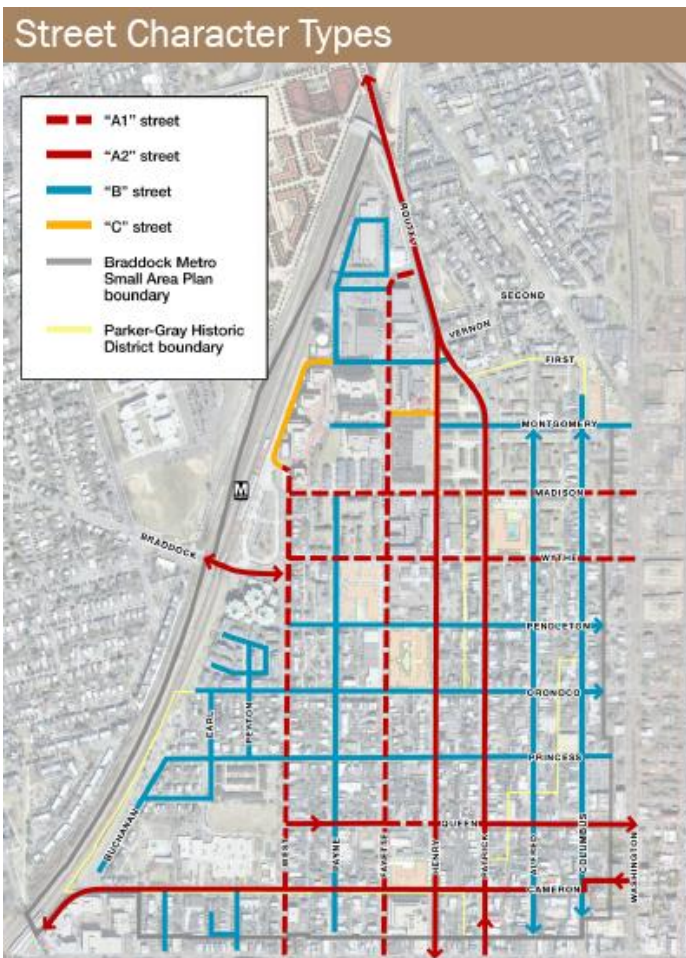 Street Character Types
“A1” street
“A2” street
“B” street
“C” street
Braddock Metro
Small Area Plan
boundary
Parker-Gray Historic
District boundary
ROUTE 1
SECOND
VERNON
FIRST
MONTGOMERY
M
MADISON
BRADDOCK
WYTHE
PENDLETON
ORONOCO
EARL
PEYTON
PRINCESS
BUCHANAN
QUEEN
WEST
PAYNE
FAYETTE
HENRY
PATRICK
ALFRED
COLUMBUS
WASHINGTON
CAMERON